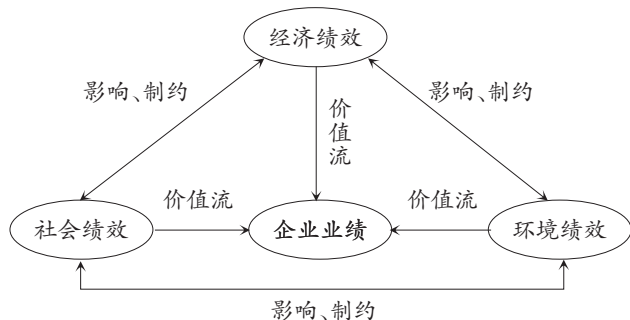 经济绩效
影响、制约
价值流
影响、制约
价值流
价值流
社会绩效
企业业绩
环境绩效
影响、制约